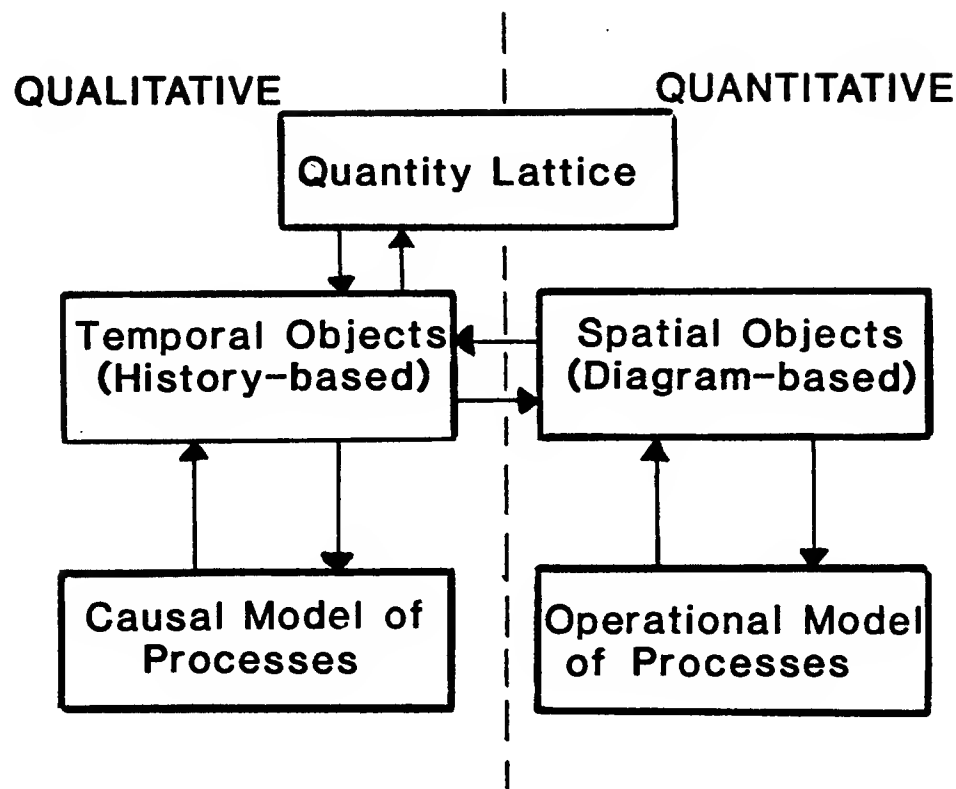 QUALITATIVE
QUANTITATIVE
Quantity Lattice
Temporal Objects
(History-based)
Spatial Objects
(Diagram-based)
Causal Model of
Processes
Operational Model
of Processes